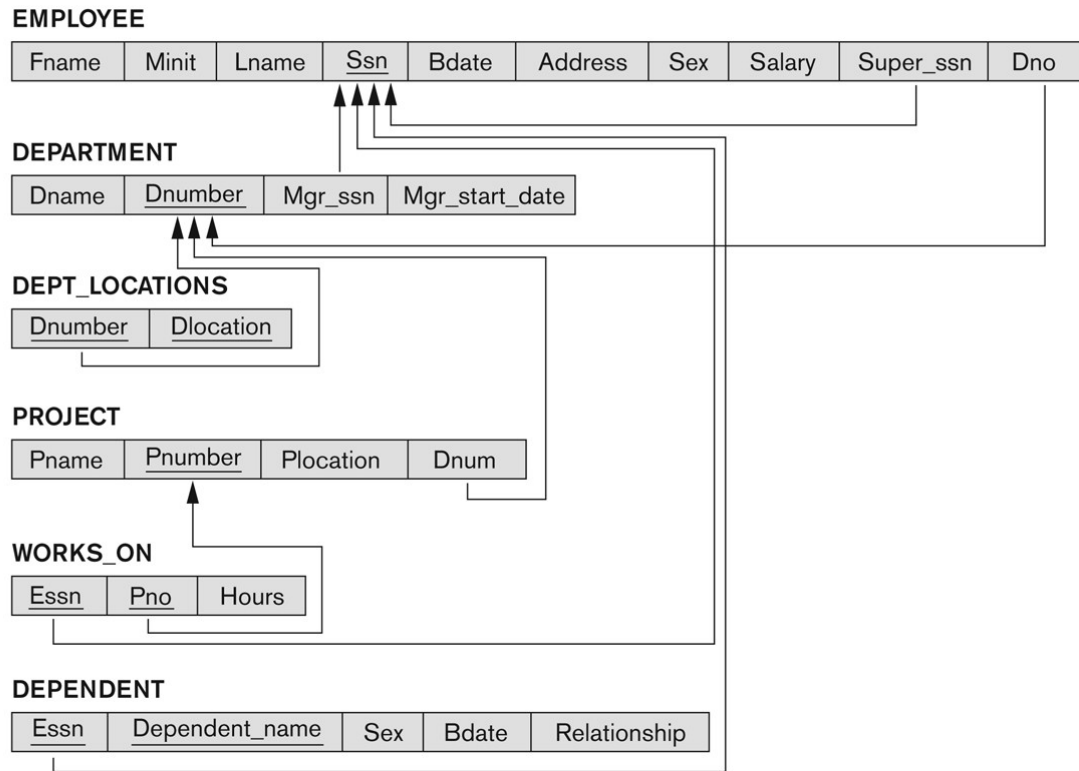 EMPLOYEE
Fname Minit Lname Ssn Bdate Address Sex Salary Super_ssn Dno
DEPARTMENT
Dname Dnumber Mgr_ssn Mgr_start_date
DEPT_LOCATIONS
Dnumber Dlocation
PROJECT
Pname Pnumber Plocation Dnum
WORKS_ON
Essn Pno Hours
DEPENDENT
Essn Dependent_name Sex Bdate Relationship